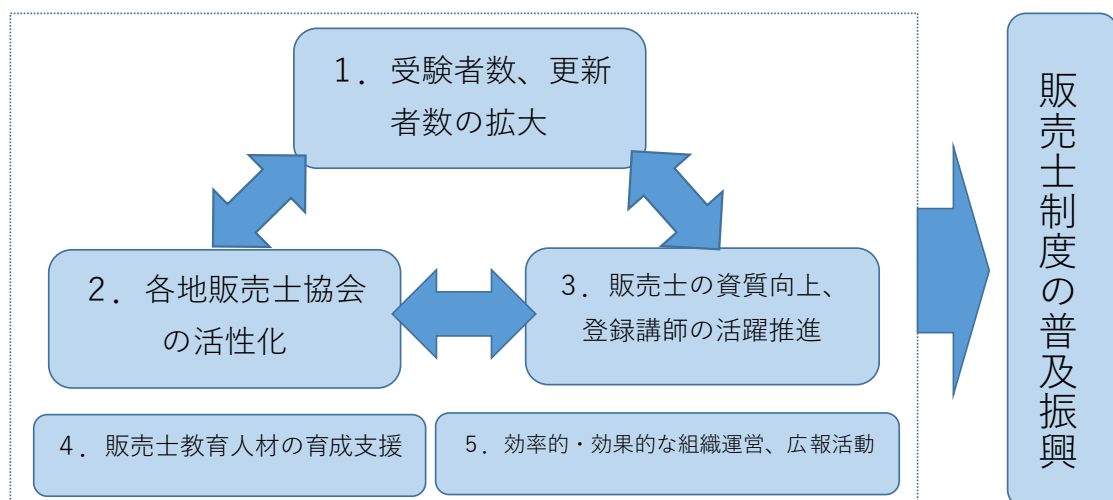 1．受験者数、更新
者数の拡大
2．各地販売士協会
の活性化
3．販売士の資質向上、
登録講師の活躍推進
4．販売士教育人材の育成支援
5．効率的・効果的な組織運営、広報活動
販売士制度の普及振興